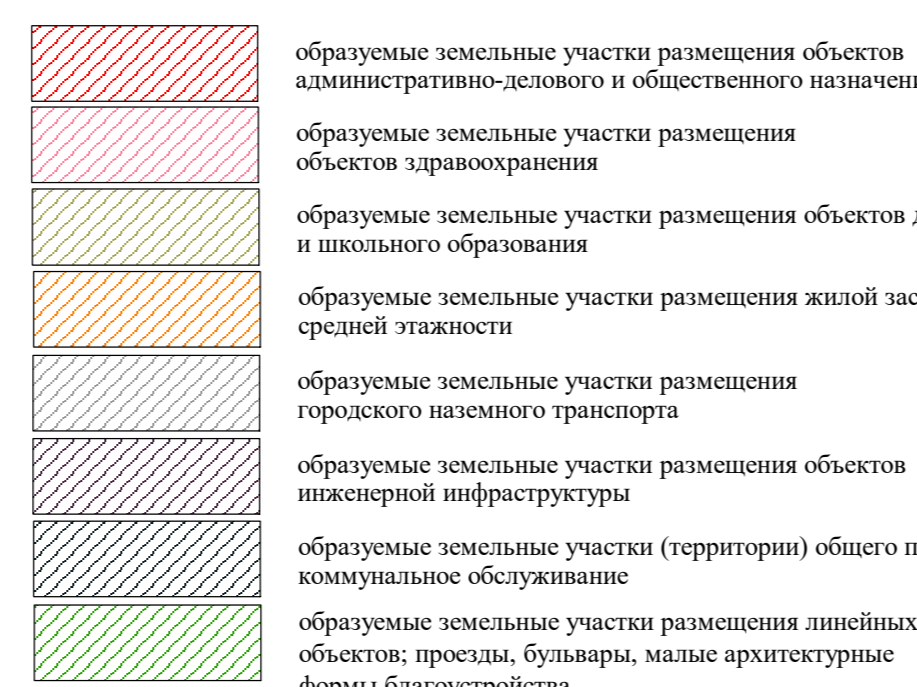 образуемые земельные участки размещения объектов
административно-делового и общественного
образуемые земельные участки размещения
объектов здравоохранения
образуемые земельные участки размещения объектов
и школьного образования
образуемые земельные участки размещения жилой
средней этажности
образуемые земельные участки размещения
городского наземного транспорта
образуемые земельные участки размещения объектов
инженерной инфраструктуры
образуемые земельные участки (территории) общего
коммунальное обслуживание
образуемые земельные участки размещения линейных
объектов; проезды, бульвары, малые архитектурные
формы благоустройства